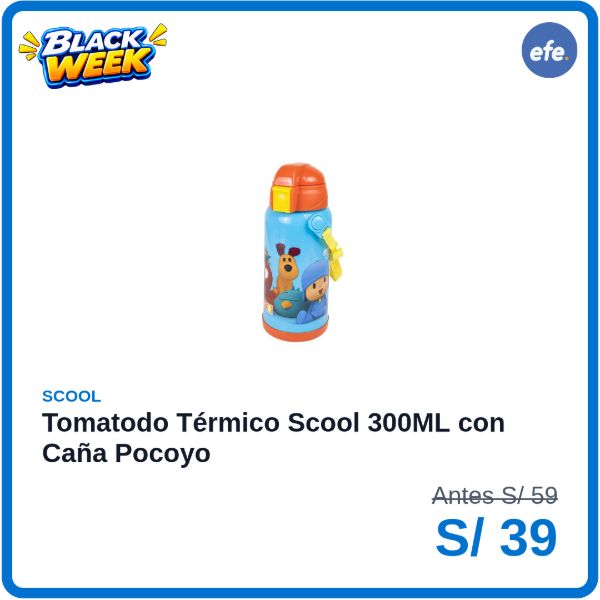 BLACK
WEEK
efe.
SCOOL
Tomatodo Térmico Scool 300ML con
Caña Pocoyo
Antes S/ 59
S/ 39